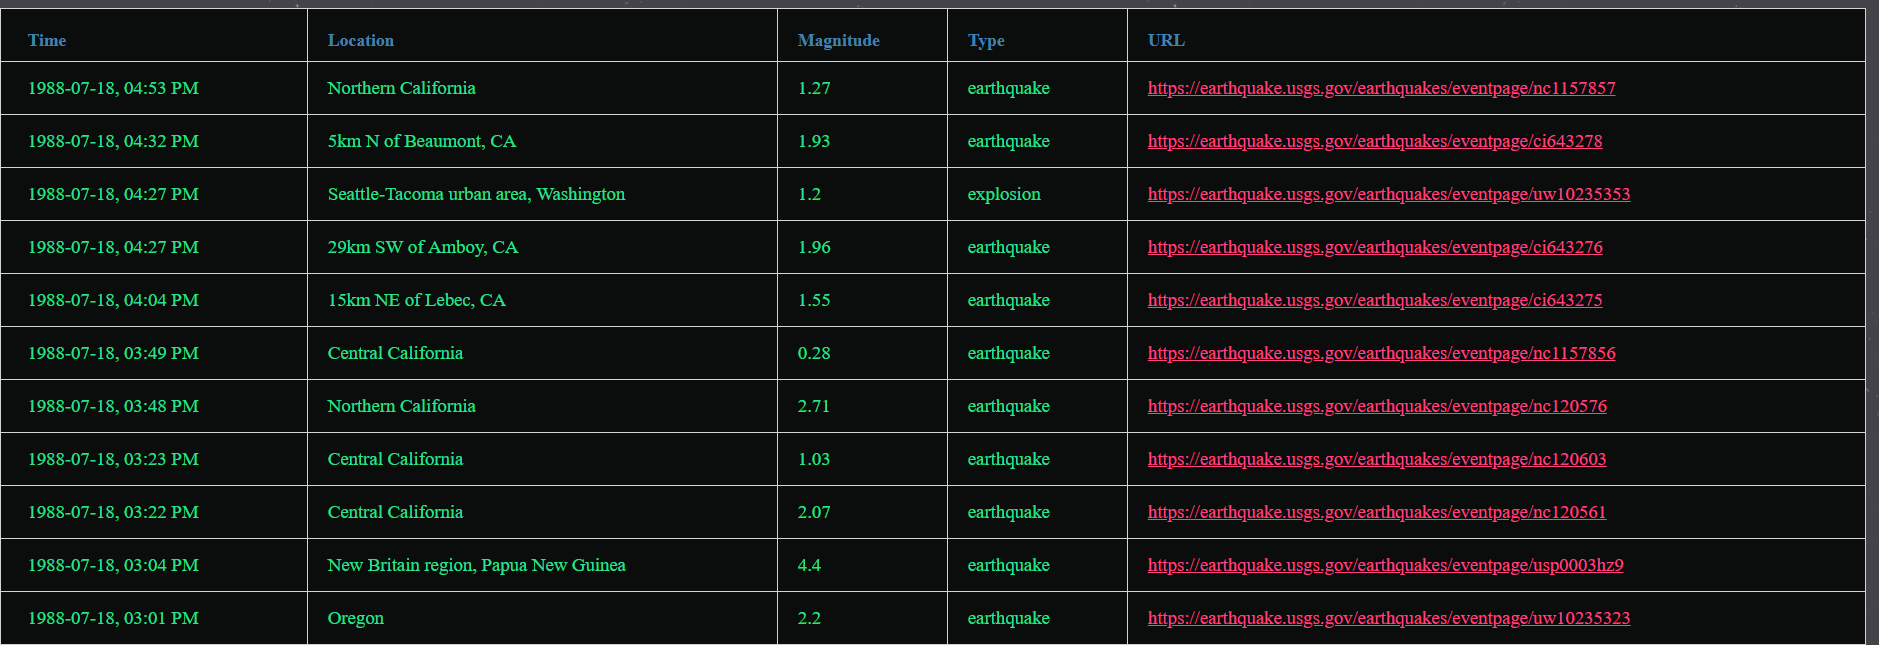 Time Location Magnitude Type URL
1988-07-18, 04:53 PM Northern California 1.27 earthquake https://earthquake.usgs.gov/earthquakes/eventpage/nc1157857
1988-07-18, 04:32 PM 5km N of Beaumont, CA 1.93 earthquake https://earthquake.usgs.gov/earthquakes/eventpage/ci643278
1988-07-18, 04:27 PM Seattle-Tacoma urban area, Washington 1.2 explosion https://earthquake.usgs.gov/earthquakes/eventpage/uw10235353
1988-07-18, 04:27 PM 29km SW of Amboy, CA 1.96 earthquake https://earthquake.usgs.gov/earthquakes/eventpage/ci643276
1988-07-18, 04:04 PM 15km NE of Lebec, CA 1.55 earthquake https://earthquake.usgs.gov/earthquakes/eventpage/ci643275
1988-07-18, 03:49 PM Central California 0.28 earthquake https://earthquake.usgs.gov/earthquakes/eventpage/nc1157856
1988-07-18, 03:48 PM Northern California 2.71 earthquake https://earthquake.usgs.gov/earthquakes/eventpage/nc120576
1988-07-18, 03:23 PM Central California 1.03 earthquake https://earthquake.usgs.gov/earthquakes/eventpage/nc120603
1988-07-18, 03:22 PM Central California 2.07 earthquake https://earthquake.usgs.gov/earthquakes/eventpage/nc120561
1988-07-18, 03:04 PM New Britain region, Papua New Guinea 4.4 earthquake https://earthquake.usgs.gov/earthquakes/eventpage/usp0003hz9
1988-07-18, 03:01 PM Oregon 2.2 earthquake https://earthquake.usgs.gov/earthquakes/eventpage/uw10235323